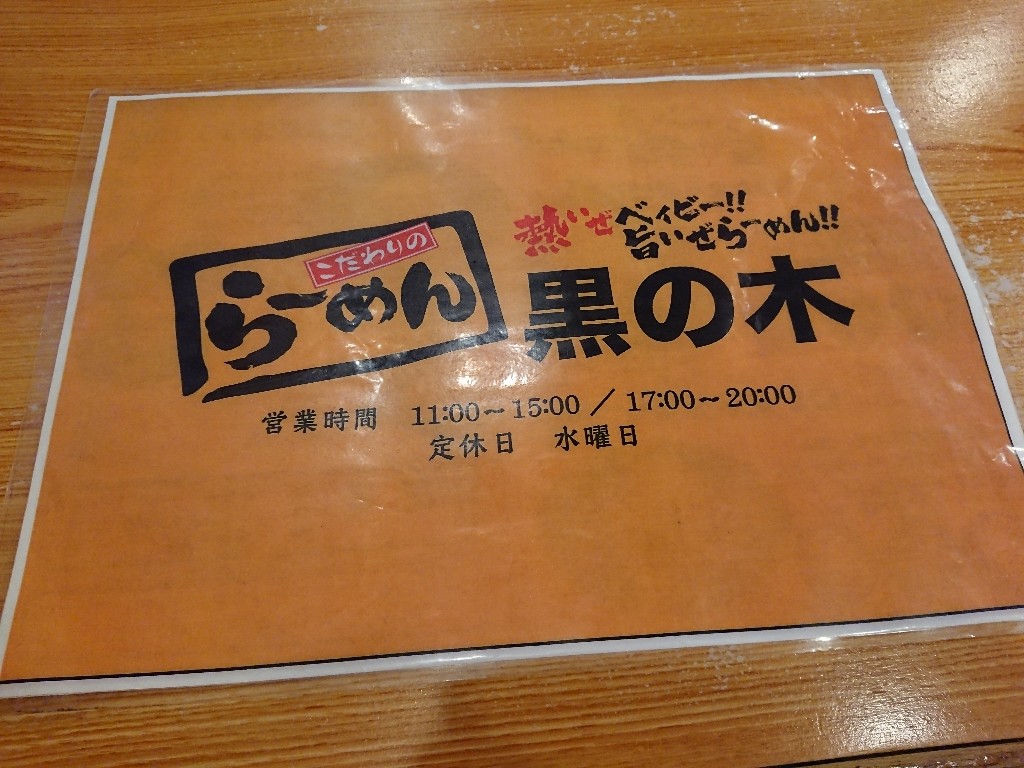 こだわりの
らーめん
熱いぜベイビー!!
旨いぜらーめん!!
黒の木
営業時間 11:00～15:00 / 17:00～20:00
定休日 水曜日